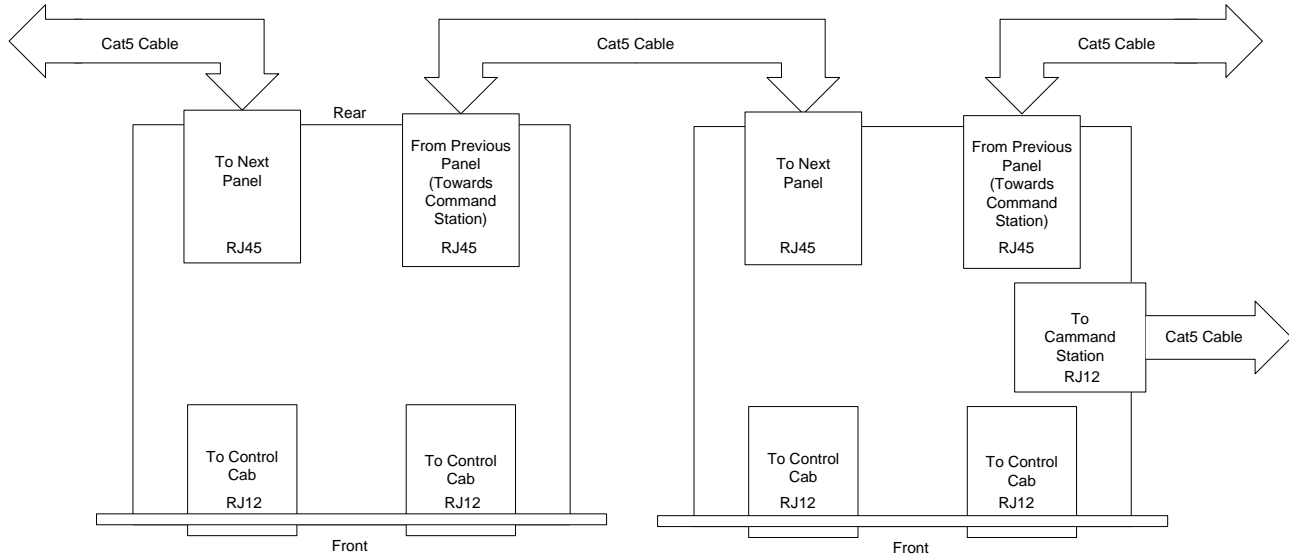 Cat5 Cable
Cat5 Cable
Cat5 Cable
Rear
To Next
Panel
RJ45
From Previous
Panel
(Towards
Command
Station)
RJ45
To Next
Panel
RJ45
From Previous
Panel
(Towards
Command
Station)
RJ45
To
Cammand
Station
RJ12
Cat5 Cable
To Control
Cab
RJ12
To Control
Cab
RJ12
To Control
Cab
RJ12
To Control
Cab
RJ12
Front
Front